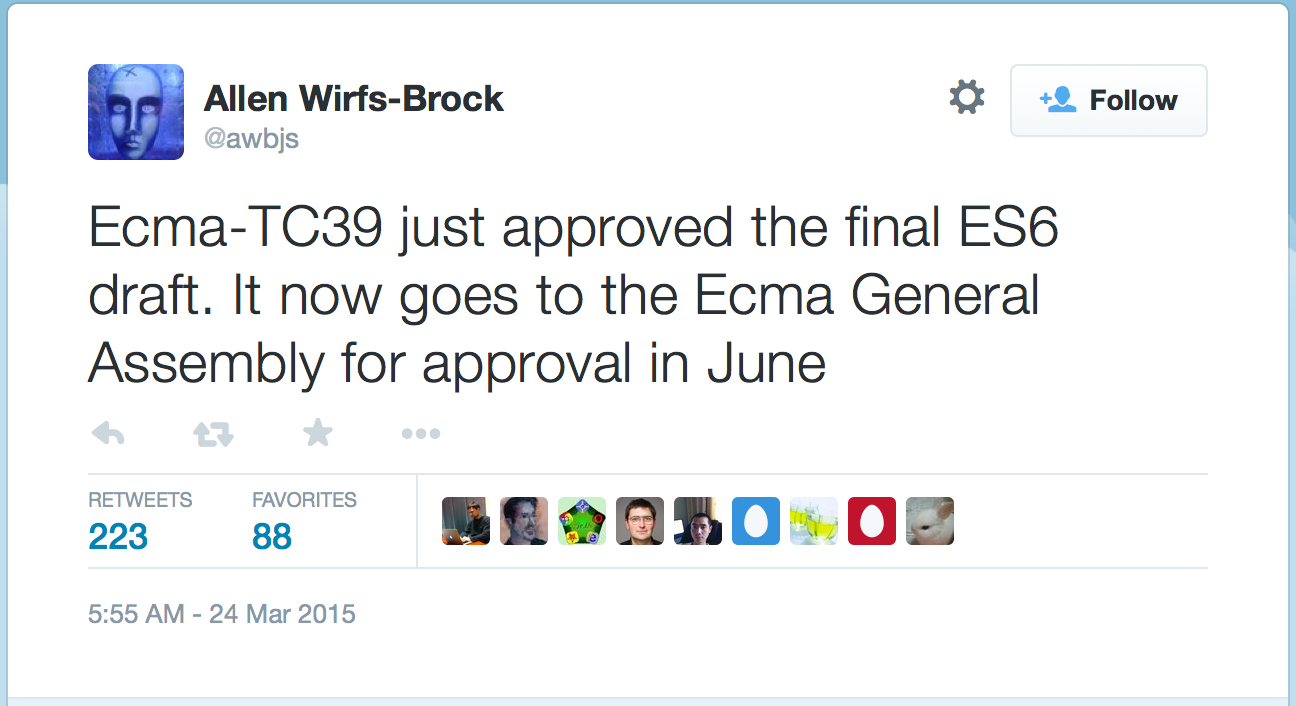 Allen Wirfs-Brock
@awbjs
Follow
Ecma-TC39 just approved the final ES6
draft. It now goes to the Ecma General
Assembly for approval in June
RETWEETS
FAVORITES
223
88
5:55 AM - 24 Mar 2015